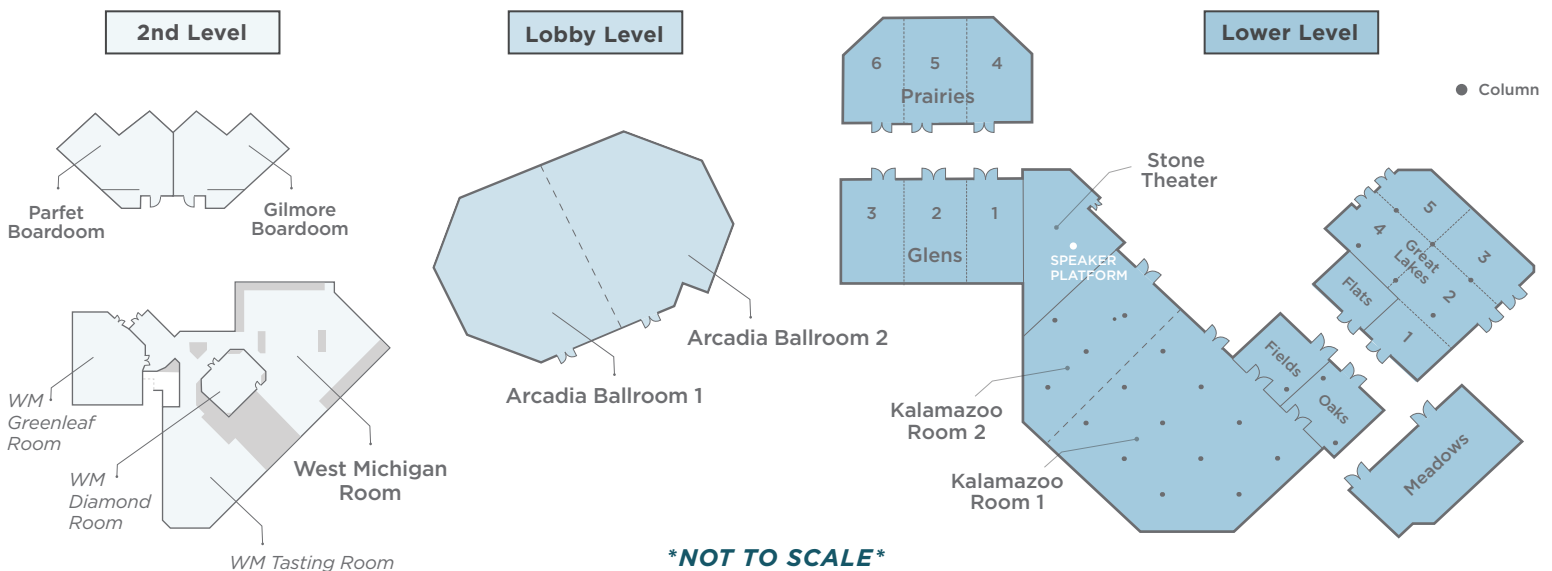 2nd Level
Lobby Level
Lower Level
Column
6
5
4
Prairies
Parfet
Boardoom
Gilmore
Boardoom
Stone
Theater
3
2
1
Glens
SPEAKER
PLATFORM
5
4
3
Great
Lakes
2
Flats
1
Arcadia Ballroom 2
Arcadia Ballroom 1
Fields
Oaks
Kalamazoo
Room 2
Kalamazoo
Room 1
Meadows
WM
Greenleaf
Room
WM
Diamond
Room
West Michigan
Room
WM Tasting Room
*NOT TO SCALE*